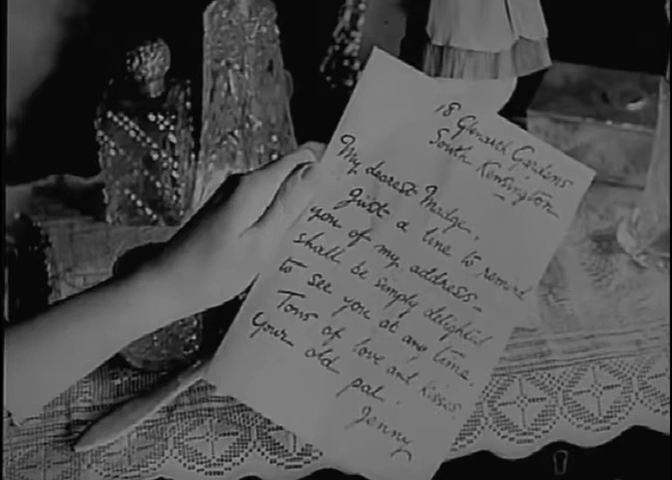 18 Glenarth Gardens
South Kensington
My dearest Madge,
Just a line to remind
you of my address -
shall be simply delighted
to see you at any time.
Tons of love and kisses
Your old pal.
Jenny